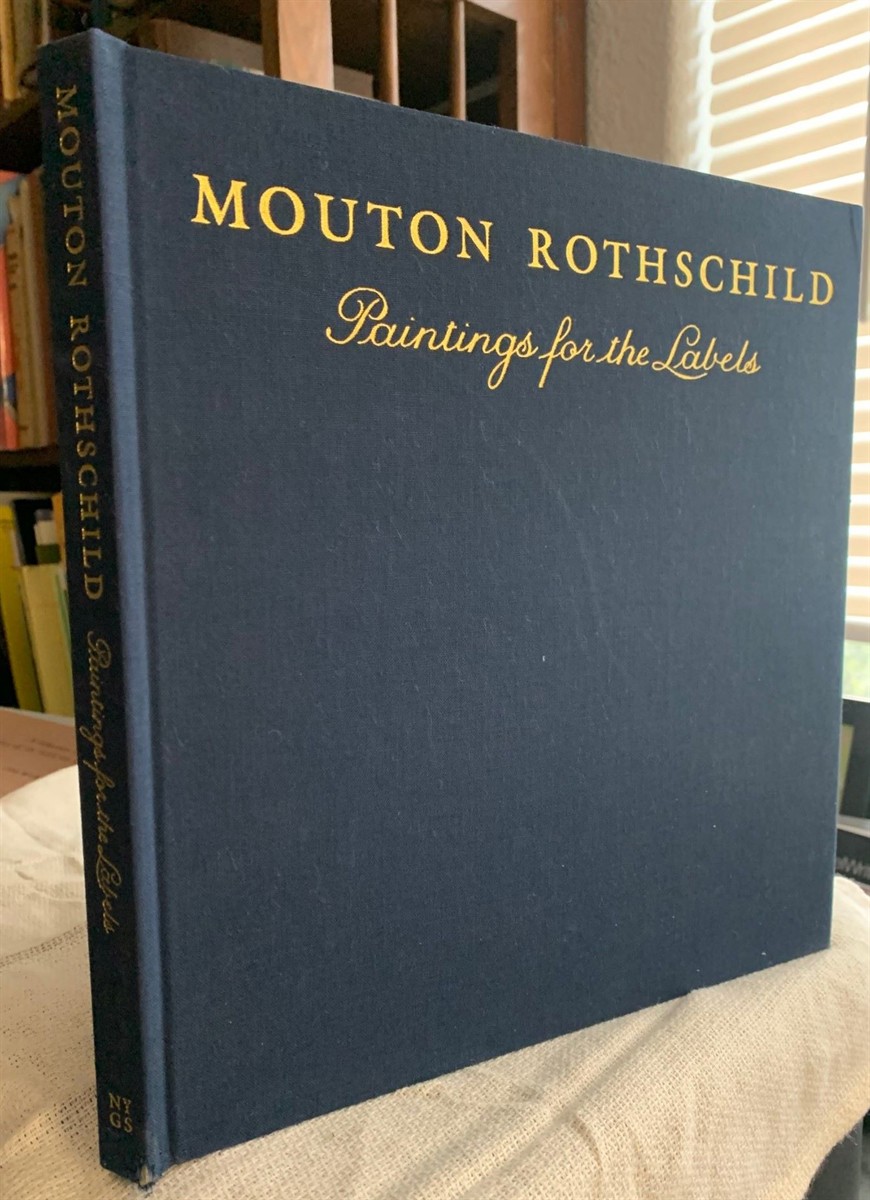 MOUTON ROTHSCHILD
Paintings for the Labels
MOUTON ROTHSCHILD Paintings for the Labels
NY
GS